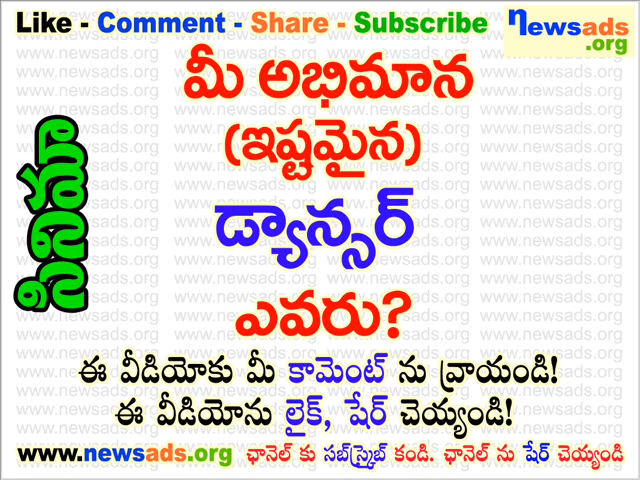 Like - Comment - Share - Subscribe
newsads
.org
మీ అభిమాన
(ఇష్టమైన)
డ్యాన్సర్
ఎవరు?
సినిమా
ఈ వీడియోకు మీ కామెంట్ ను వ్రాయండి!
ఈ వీడియోను లైక్, షేర్ చెయ్యండి!
www.newsads.org ఛానెల్ కు సబ్‌స్క్రైబ్ కండి. ఛానెల్ ను షేర్ చెయ్యండి